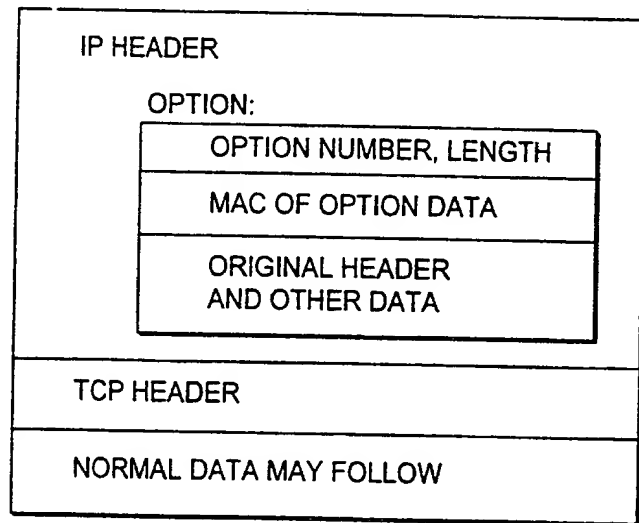 IP HEADER
OPTION:
OPTION NUMBER, LENGTH
MAC OF OPTION DATA
ORIGINAL HEADER
AND OTHER DATA
TCP HEADER
NORMAL DATA MAY FOLLOW